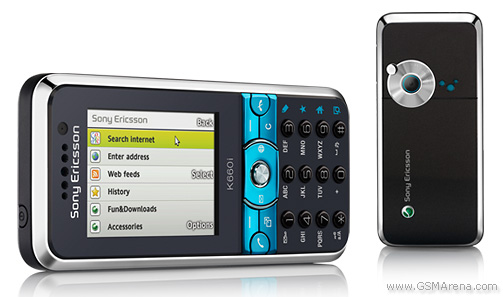 Sony Ericsson
Sony Ericsson
Back
Search internet
Enter address
Web feeds
Select
History
Fun&Downloads
Accessories
Options
K660i
C
DEF
MNO
WXYZ
#
ABC
JKL
TUV
+
GHI
PQRS
a/A
Sony Ericsson
www.GSMArena.com